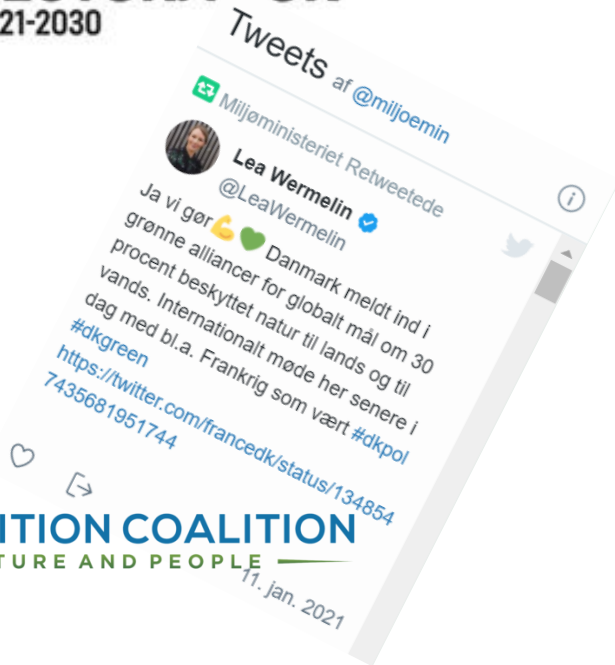 21-2030
Tweets af @miljoemin
Miljøministeriet Retweetede
Lea Wermelin
@LeaWermelin
Ja vi gør💪💚 Danmark meldt ind i
grønne alliancer for globalt mål om 30
procent beskyttet natur til lands og til
vands. Internationalt møde her senere i
dag med bl.a. Frankrig som vært #dkpol
#dkgreen
https://twitter.com/francedk/status/134854
7435681951744
ITION COALITION
TURE AND PEOPLE
11. jan. 2021